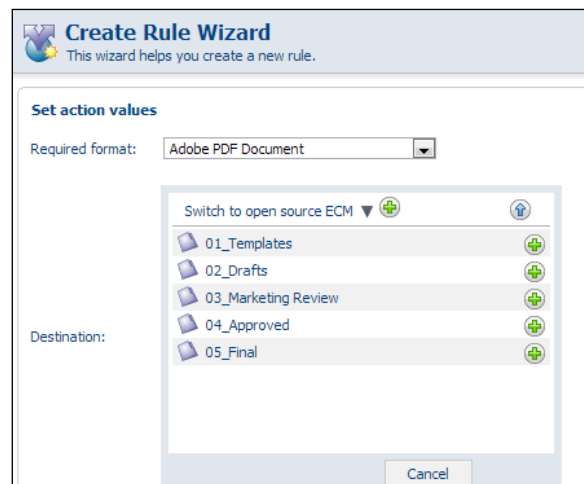 Create Rule Wizard
This wizard helps you create a new rule.
Set action values
Required format: Adobe PDF Document
Switch to open source ECM
01_Templates
02_Drafts
03_Marketing Review
04_Approved
Destination:
05_Final
Cancel